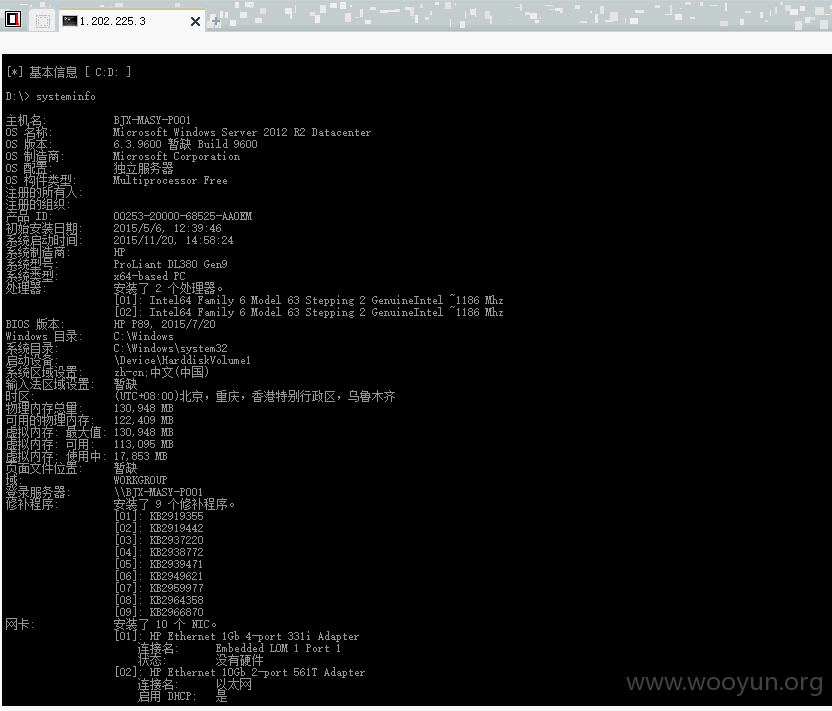 1.202.225.3
[*] 基本信息 [ C:D: ]
D:\> systeminfo
主机名: BJX-MASY-P001
OS 名称: Microsoft Windows Server 2012 R2 Datacenter
OS 版本: 6.3.9600 暂缺 Build 9600
OS 制造商: Microsoft Corporation
OS 配置: 独立服务器
OS 构件类型: Multiprocessor Free
注册的所有人:
注册的组织:
产品 ID: 00253-20000-68525-AAOEM
初始安装日期: 2015/5/6, 12:39:46
系统启动时间: 2015/11/20, 14:58:24
系统制造商: HP
系统型号: ProLiant DL380 Gen9
系统类型: x64-based PC
处理器: 安装了 2 个处理器。
[01]: Intel64 Family 6 Model 63 Stepping 2 GenuineIntel ~1186 Mhz
[02]: Intel64 Family 6 Model 63 Stepping 2 GenuineIntel ~1186 Mhz
BIOS 版本: HP P89, 2015/7/20
Windows 目录: C:\Windows
系统目录: C:\Windows\system32
启动设备: \Device\HarddiskVolume1
系统区域设置: zh-cn;中文(中国)
输入法区域设置: 暂缺
时区: (UTC+08:00)北京，重庆，香港特别行政区，乌鲁木齐
物理内存总量: 130,948 MB
可用的物理内存: 122,409 MB
虚拟内存: 最大值: 130,948 MB
虚拟内存: 可用: 113,095 MB
虚拟内存: 使用中: 17,853 MB
页面文件位置: 暂缺
域: WORKGROUP
登录服务器: \\BJX-MASY-P001
修补程序: 安装了 9 个修补程序。
[01]: KB2919355
[02]: KB2919442
[03]: KB2937220
[04]: KB2938772
[05]: KB2939471
[06]: KB2949621
[07]: KB2959977
[08]: KB2964358
[09]: KB2966870
网卡: 安装了 10 个 NIC。
[01]: HP Ethernet 1Gb 4-port 331i Adapter
连接名: Embedded LOM 1 Port 1
状态: 没有硬件
[02]: HP Ethernet 10Gb 2-port 561T Adapter
连接名: 以太网
启用 DHCP: 是
www.wooyun.org